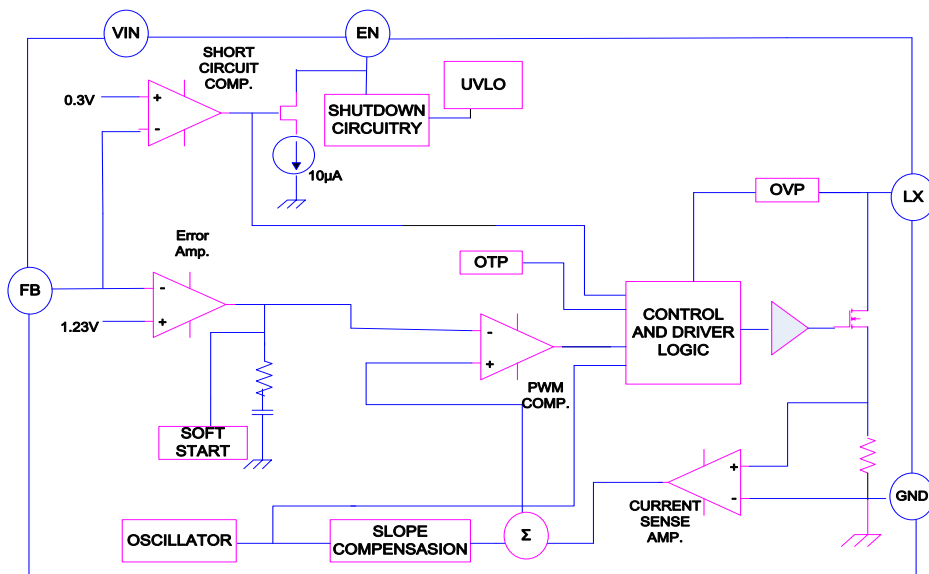 VIN
EN
SHORT
CIRCUIT
COMP.
UVLO
0.3V
+
-
SHUTDOWN
CIRCUITRY
10µA
OVP
LX
Error
Amp.
OTP
FB
-
+
1.23V
CONTROL
AND DRIVER
LOGIC
-
+
PWM
COMP.
SOFT
START
+
-
CURRENT
SENSE
AMP.
GND
OSCILLATOR
SLOPE
COMPENSASION
Σ